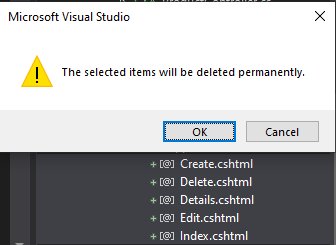 Microsoft Visual Studio
The selected items will be deleted permanently.
OK
Cancel
Create.cshtml
Delete.cshtml
Details.cshtml
Edit.cshtml
Index.cshtml